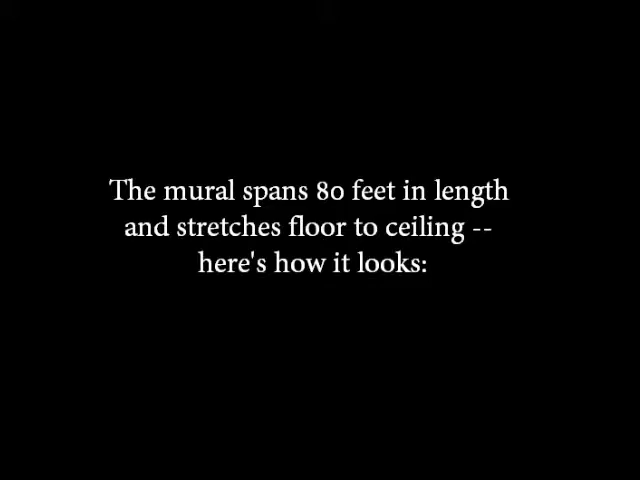 The mural spans 80 feet in length
and stretches floor to ceiling --
here's how it looks: